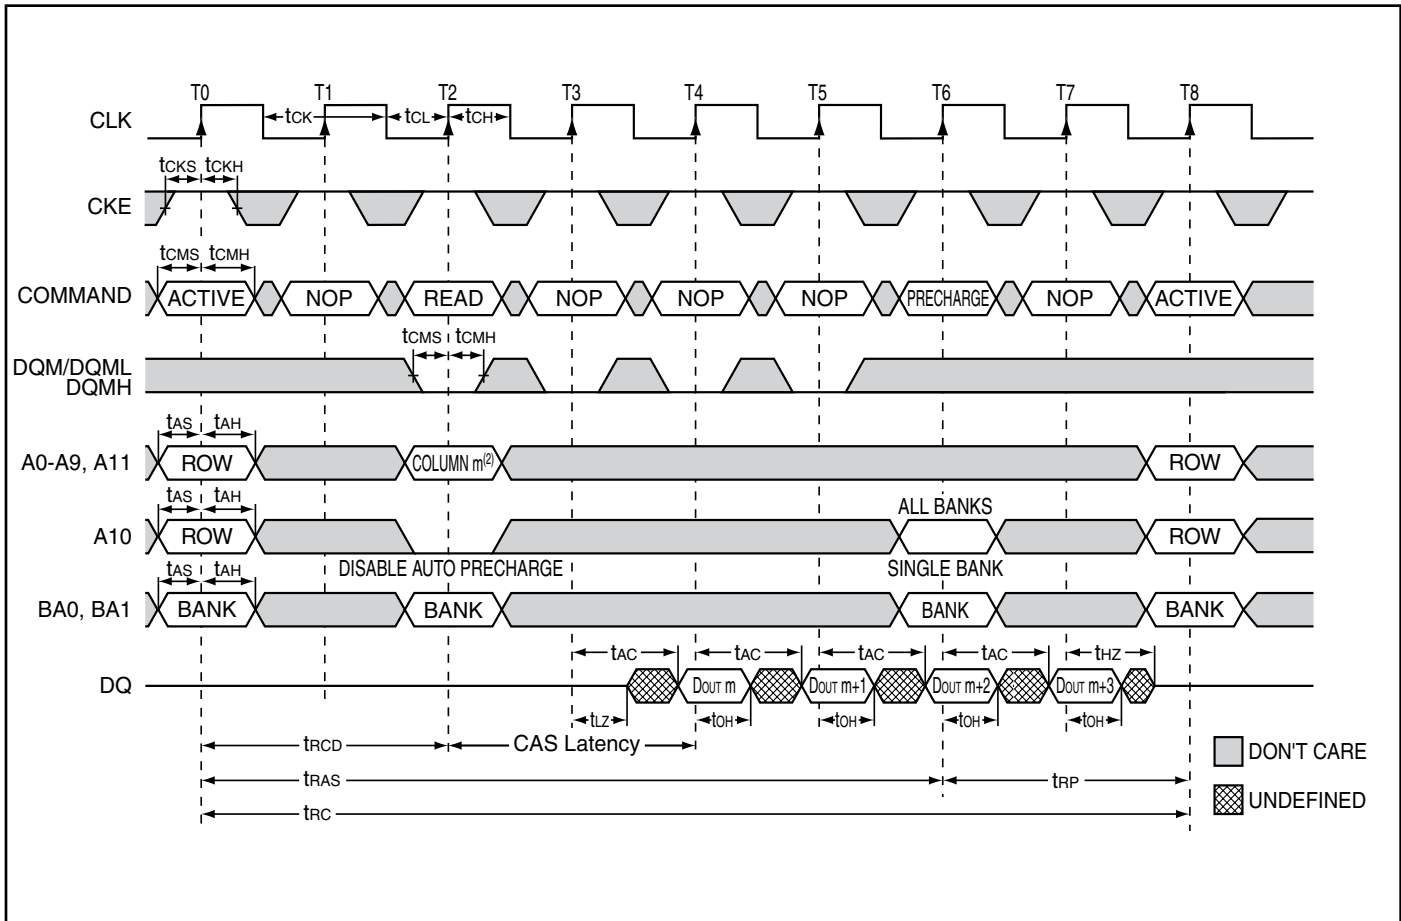 T0 T1 T2 T3 T4 T5 T6 T7 T8
CLK tCK tCL tCH
tCKS tCKH
CKE
tCMS tCMH
COMMAND ACTIVE NOP READ NOP NOP NOP PRECHARGE NOP ACTIVE
tCMS tCMH
DQM/DQML
DQMH
tAS tAH
A0-A9, A11 ROW COLUMN m(2) ROW
tAS tAH ALL BANKS
A10 ROW ROW
DISABLE AUTO PRECHARGE SINGLE BANK
tAS tAH
BA0, BA1 BANK BANK BANK BANK
tAC tAC tAC tAC tHZ
DQ DOUT m DOUT m+1 DOUT m+2 DOUT m+3
tLZ tOH tOH tOH tOH
tRCD CAS Latency
DON'T CARE
tRAS tRP
UNDEFINED
tRC